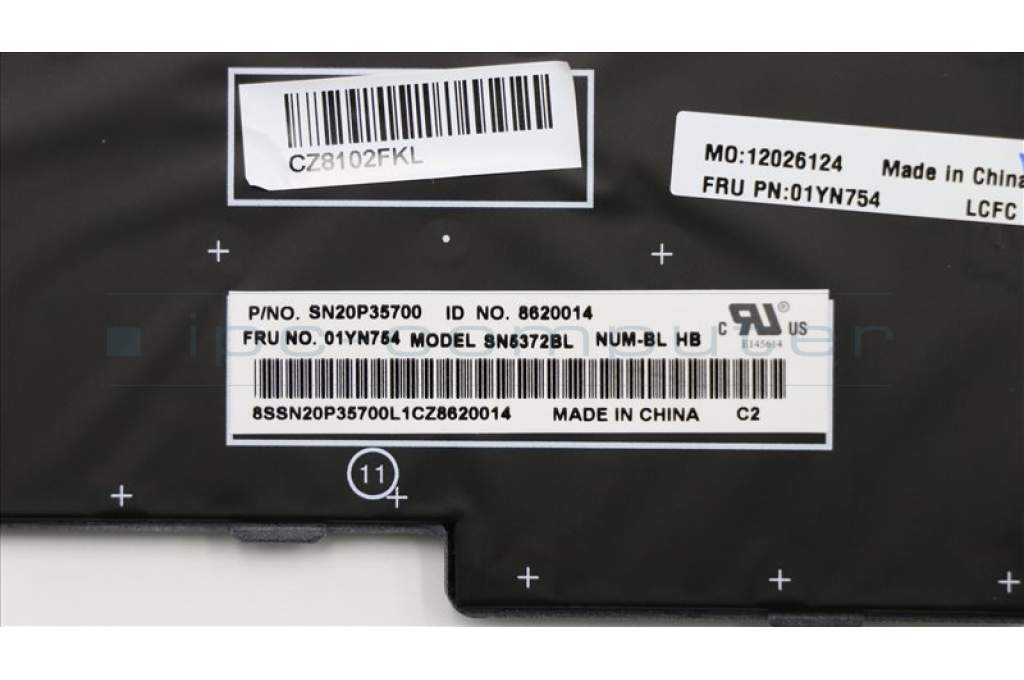 CZ8102FKL
MO:12026124 Made in China
FRU PN:01YN754 LCFC
P/NO. SN20P35700 ID NO. 8620014
FRU NO. 01YN754 MODEL SN5372BL NUM-BL HB
C RU ® US
E145614
8SSN20P35700L1CZ8620014 MADE IN CHINA C2
ipc computer
11